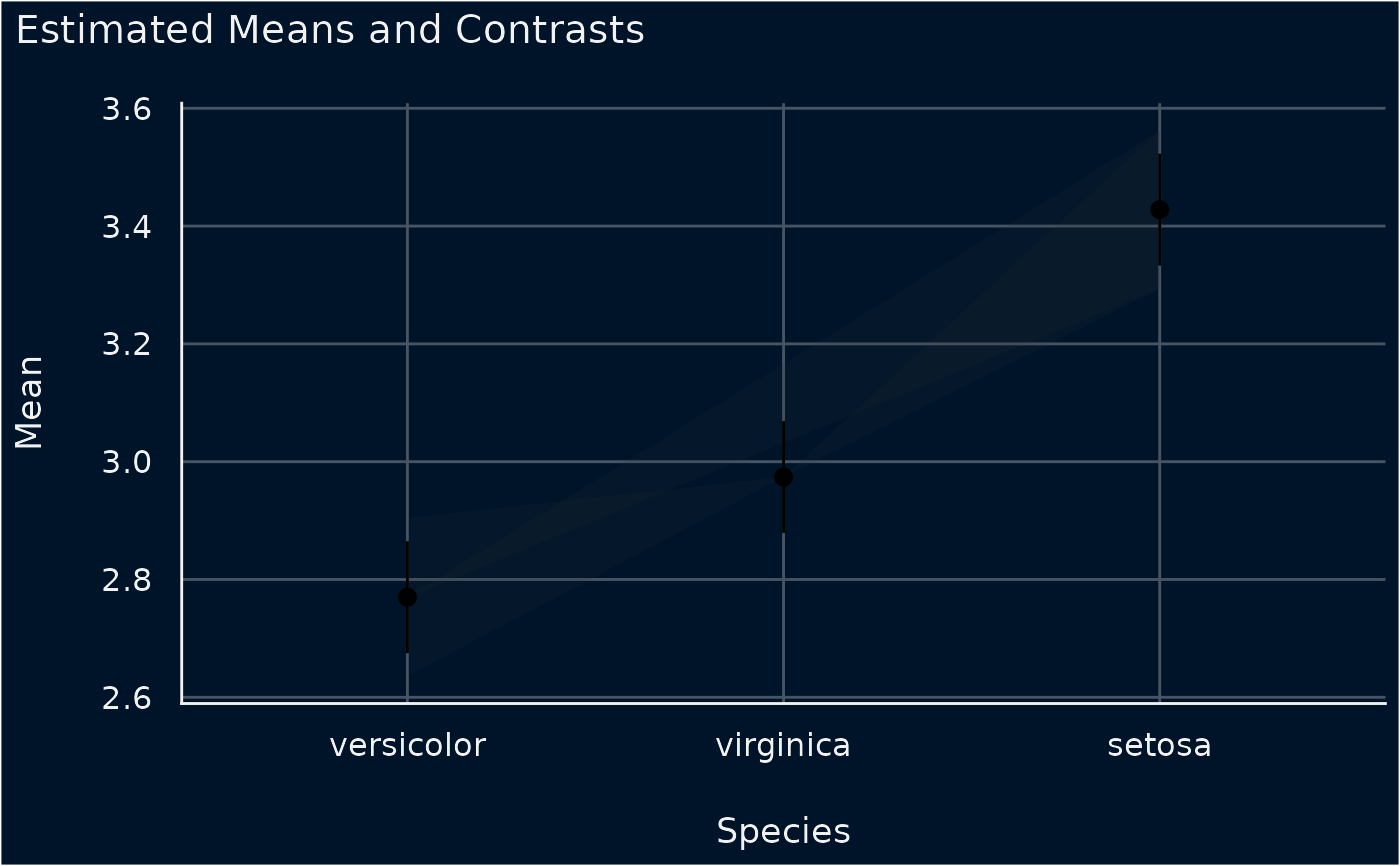 Estimated Means and Contrasts
3.6
3.4
3.2
3.0
2.8
2.6
Mean
versicolor
virginica
setosa
Species